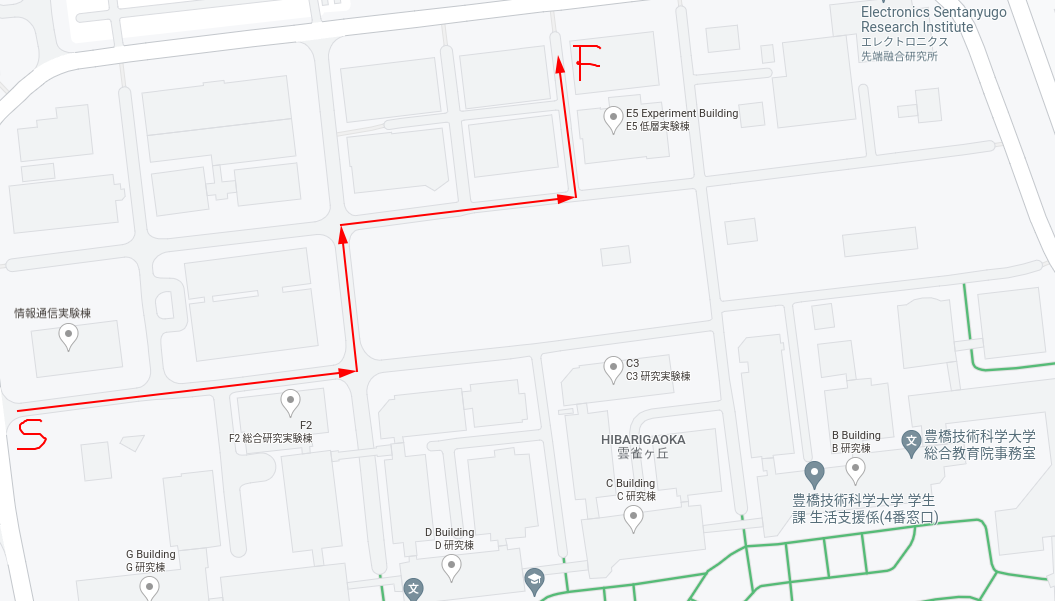 Electronics Sentanyugo
Research Institute
エレクトロニクス
先端融合研究所
F
E5 Experiment Building
E5 低層実験棟
情報通信実験棟
S
F2
F2 総合研究実験棟
C3
C3 研究実験棟
HIBARIGAOKA
雲雀ヶ丘
B Building
B 研究棟
豊橋技術科学大学
総合教育院事務室
C Building
C 研究棟
豊橋技術科学大学 学生
課 生活支援係(4番窓口)
D Building
D 研究棟
G Building
G 研究棟
文
文